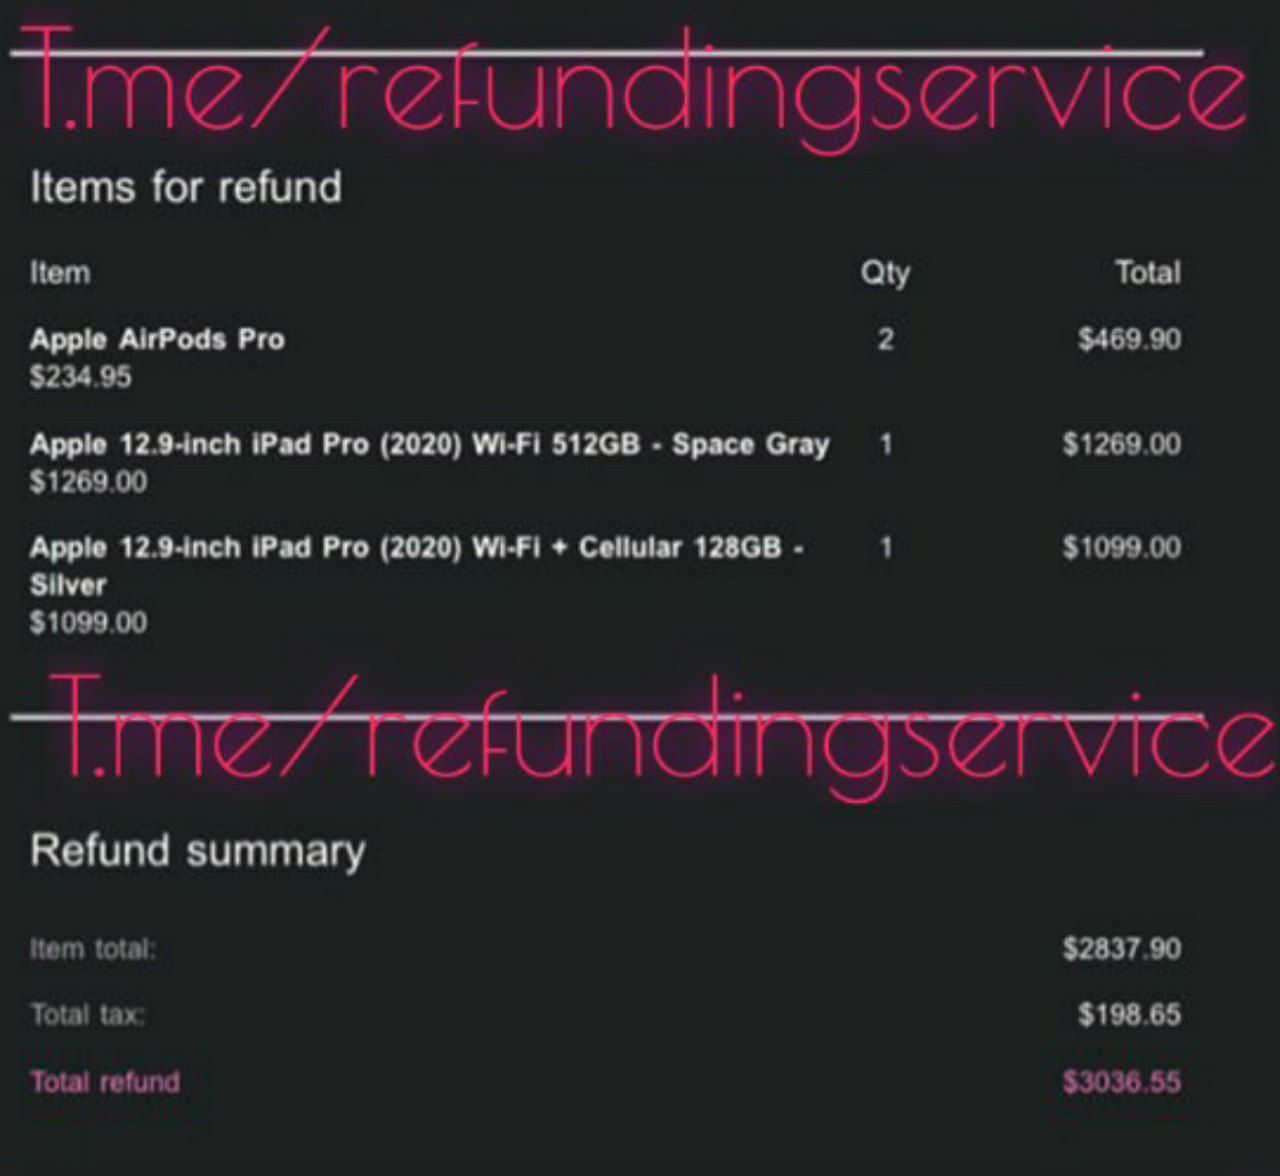 T.me/refundingservice
Items for refund
Item Qty Total
Apple AirPods Pro 2 $469.90
$234.95
Apple 12.9-inch iPad Pro (2020) Wi-Fi 512GB - Space Gray 1 $1269.00
$1269.00
Apple 12.9-inch iPad Pro (2020) Wi-Fi + Cellular 128GB - 1 $1099.00
Silver
$1099.00
T.me/refundingservice
Refund summary
Item total: $2837.90
Total tax: $198.65
Total refund $3036.55